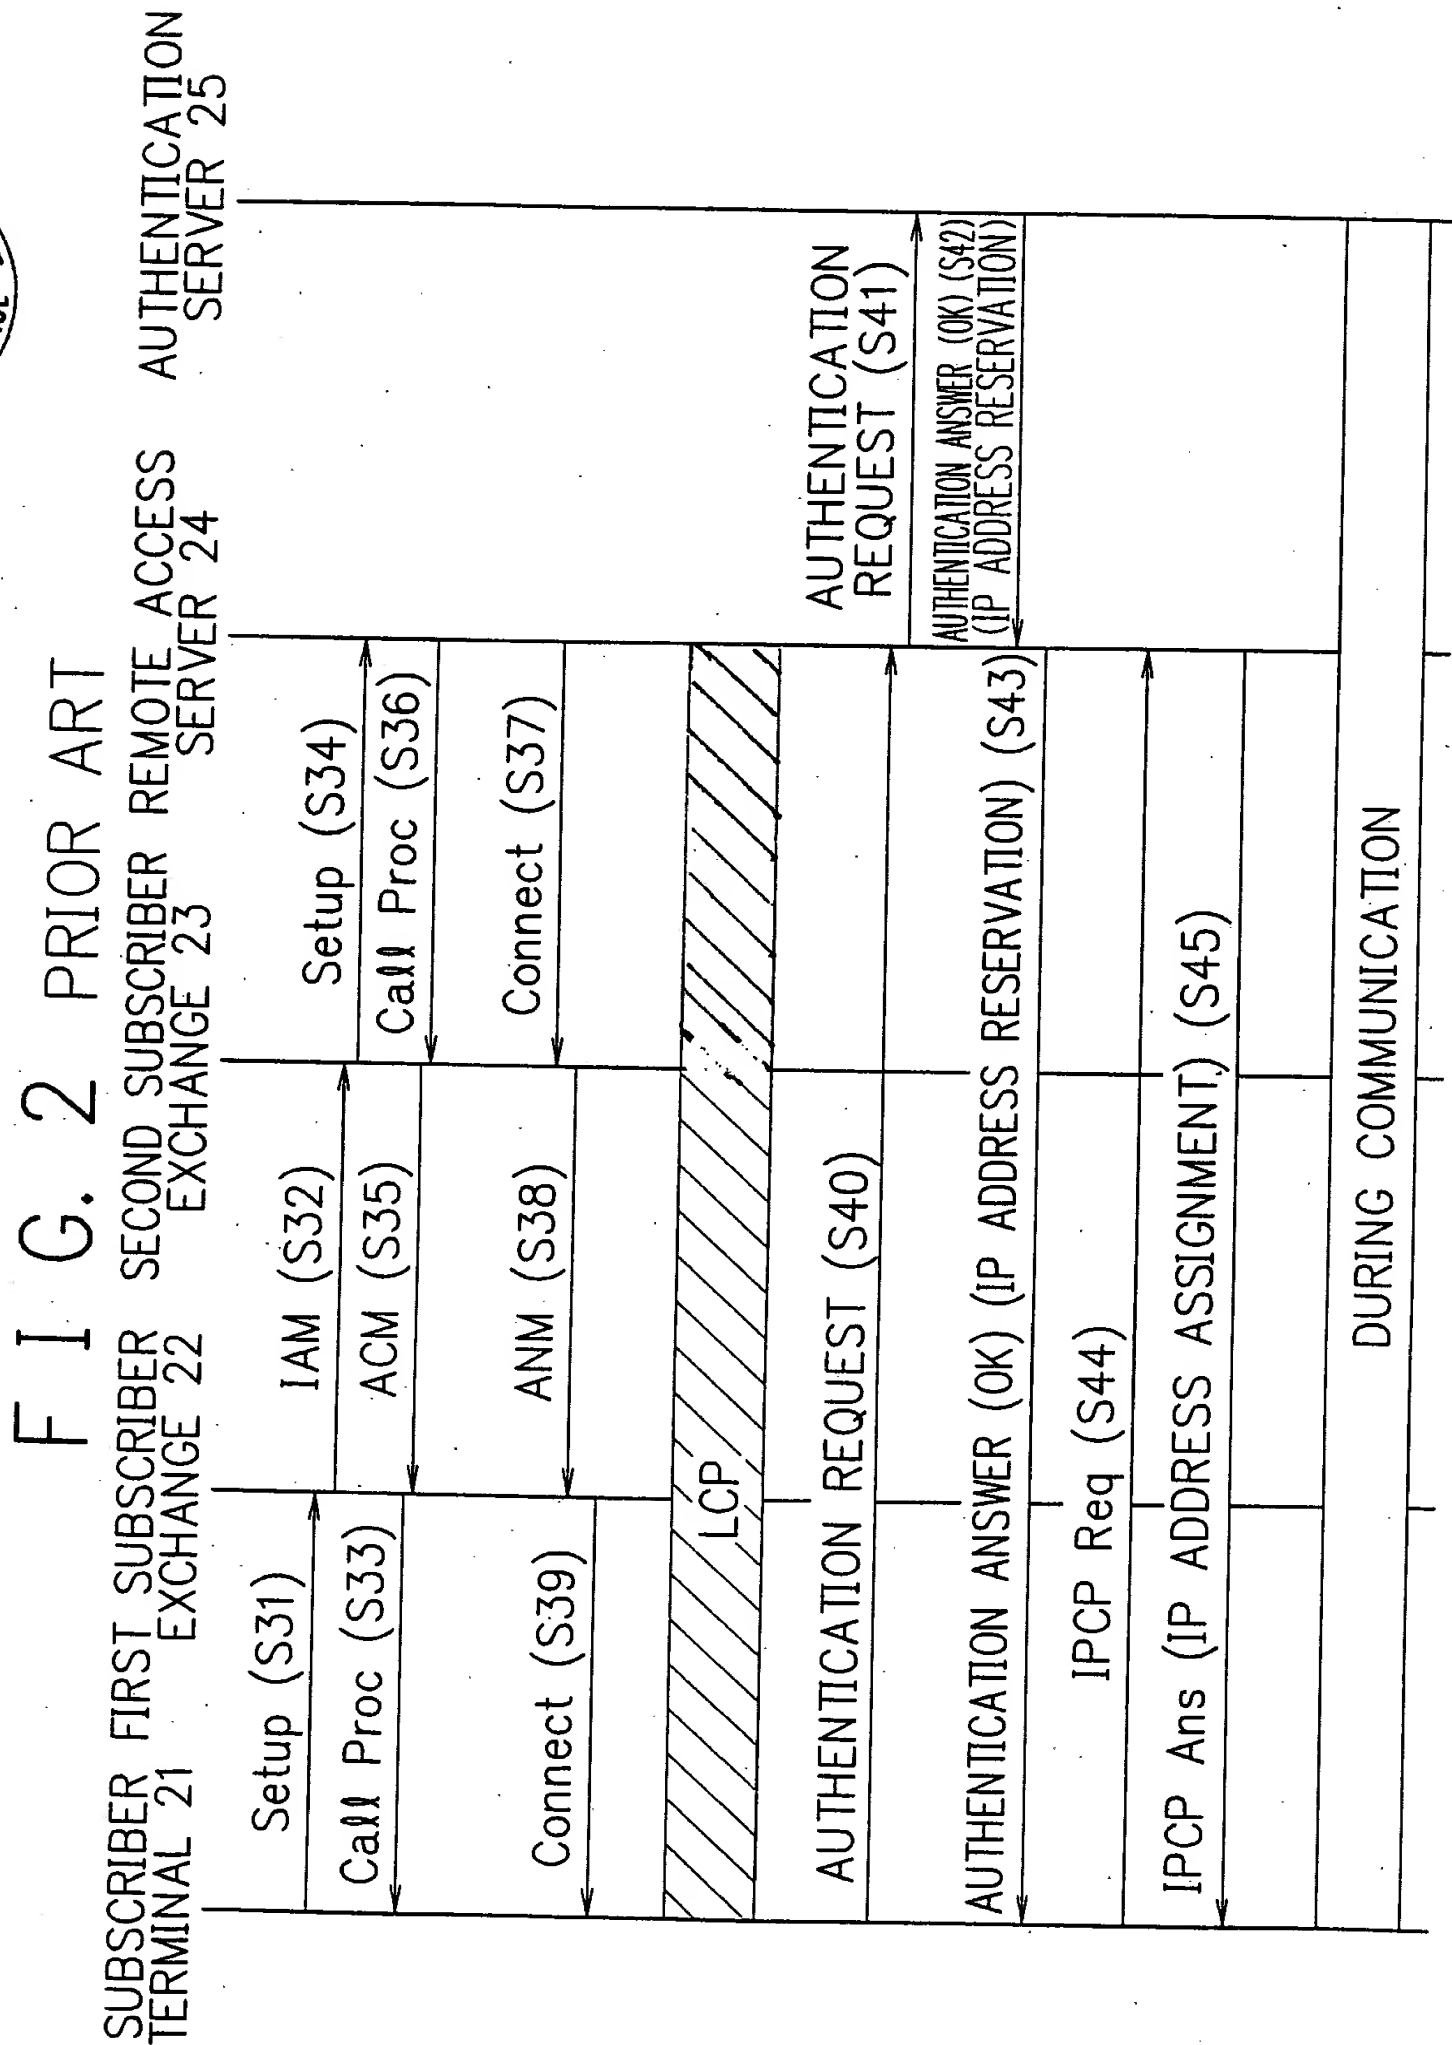 FIG. 2 PRIOR ART
SUBSCRIBER
TERMINAL 21
FIRST SUBSCRIBER
EXCHANGE 22
SECOND SUBSCRIBER
EXCHANGE 23
REMOTE ACCESS
SERVER 24
AUTHENTICATION
SERVER 25
Setup (S31)
IAM (S32)
Setup (S34)
Call Proc (S33)
ACM (S35)
Call Proc (S36)
Connect (S37)
ANM (S38)
Connect (S39)
LCP
AUTHENTICATION REQUEST (S40)
AUTHENTICATION
REQUEST (S41)
AUTHENTICATION ANSWER (OK) (S42)
(IP ADDRESS RESERVATION)
AUTHENTICATION ANSWER (OK) (IP ADDRESS RESERVATION) (S43)
IPCP Req (S44)
IPCP Ans (IP ADDRESS ASSIGNMENT) (S45)
DURING COMMUNICATION